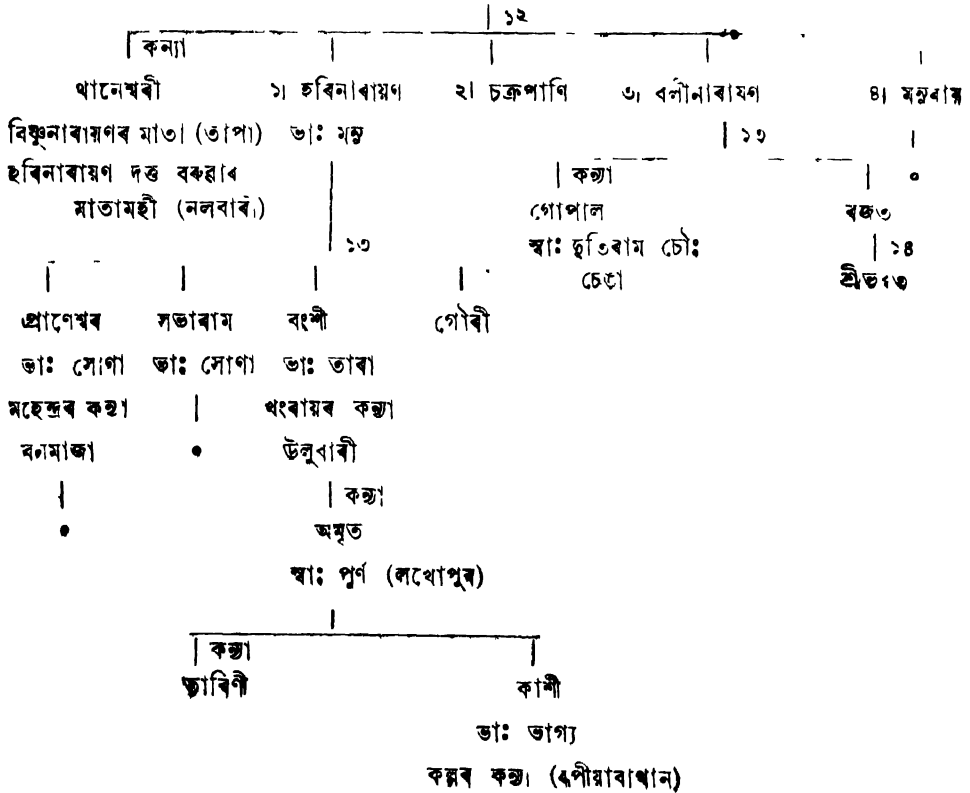 ১২
কন্যা
থানেশ্বৰী ১। হৰিনাৰায়ণ ২। চক্ৰপাণি ৩। বলীনাৰায়ণ ৪।
বিষ্ণুনাৰায়ণৰ মাতা (তাপা) ভাঃ মনু ১৩
হৰিনাৰায়ণ দত্ত বৰুৱাৰ কন্যা
মাতামহী (নলবাৰী) গোপাল ৰজত
১৩ স্বাঃ দুতিৰাম চৌঃ ১৪
চেঙা
প্ৰাণেশ্বৰ সভাৰাম বংশী গৌৰী
ভাঃ সোণা ভাঃ সোণা ভাঃ তাৰা
মহেন্দ্ৰৰ কন্যা থংৰায়ৰ কন্যা
বনমাজা উলুবাৰী
কন্যা
অমৃত
স্বাঃ পূৰ্ণ (লখোপুৰ)
কন্যা
তাৰিণী কাশী
ভাঃ ভাগ্য
কল্পৰ কন্যা (ৰূপীয়াবাথান)